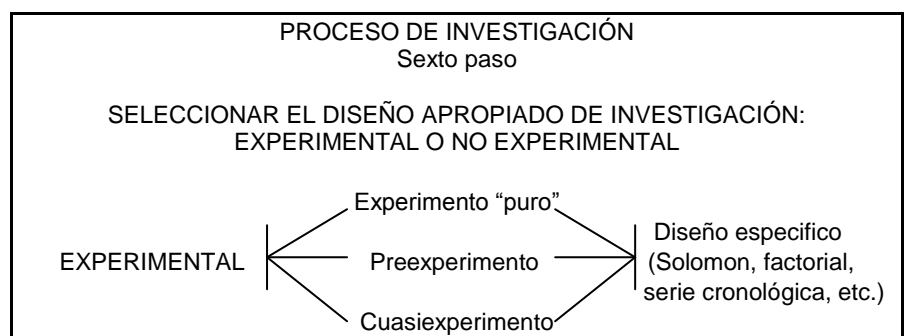 PROCESO DE INVESTIGACIÓN
Sexto paso
SELECCIONAR EL DISEÑO APROPIADO DE INVESTIGACIÓN:
EXPERIMENTAL O NO EXPERIMENTAL
Experimento “puro”
EXPERIMENTAL
Preexperimento
Cuasiexperimento
Diseño especifico
(Solomon, factorial,
serie cronológica, etc.)